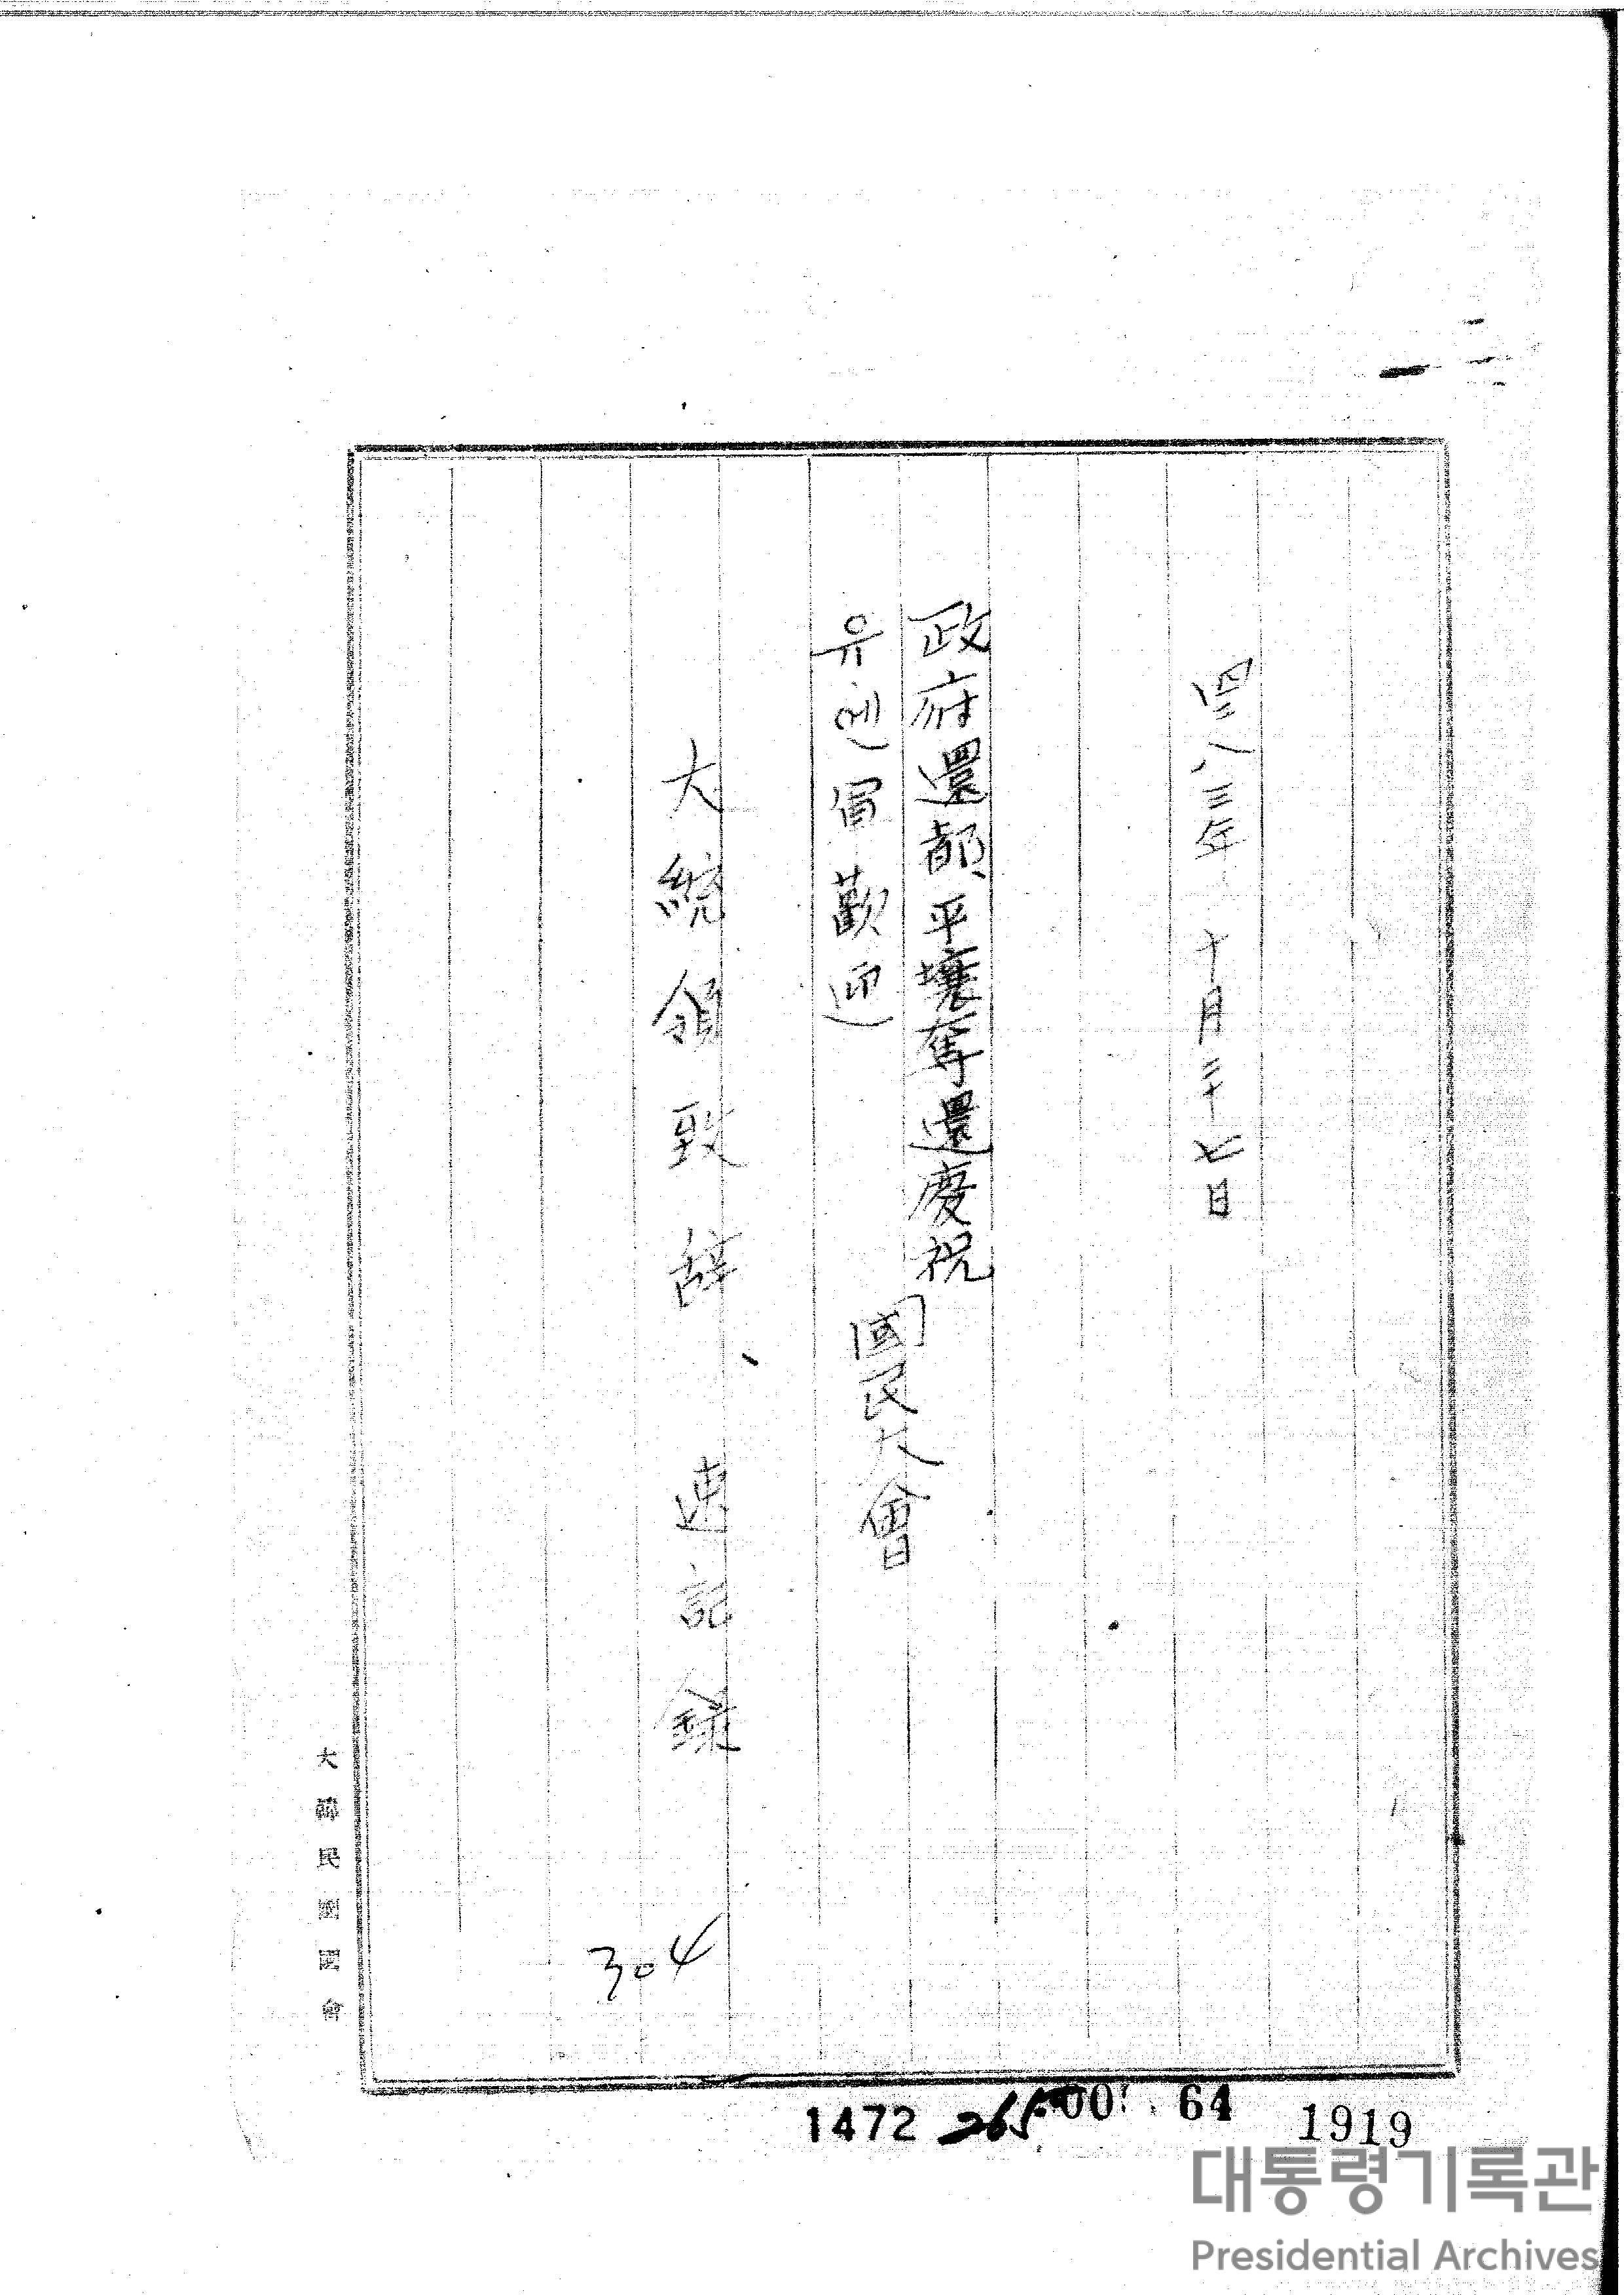 四二八三年 十月二十七日
政府還都、平壤奪還慶祝
유엔軍歡迎
國民大會
大統領致辭 速記錄
大韓民國國會
304
1472
64
1919
대통령기록관
Presidential Archives